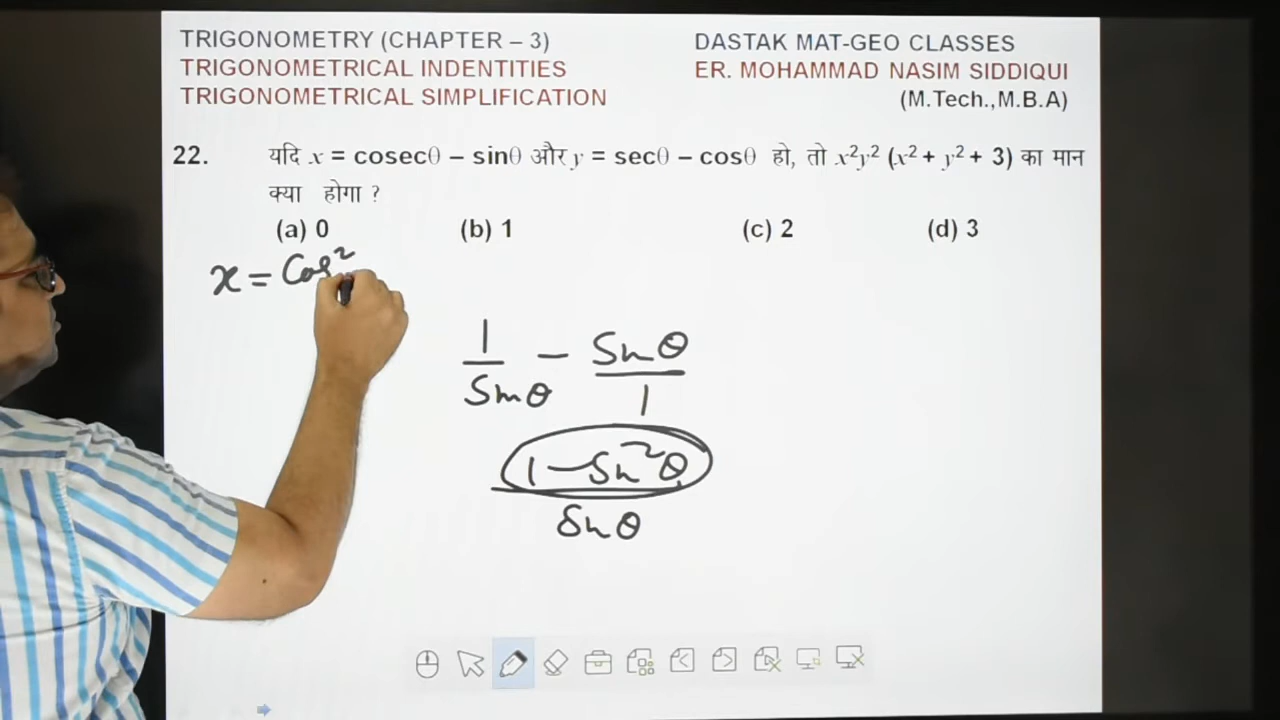 TRIGONOMETRY (CHAPTER – 3)
DASTAK MAT-GEO CLASSES
TRIGONOMETRICAL INDENTITIES
ER. MOHAMMAD NASIM SIDDIQUI
TRIGONOMETRICAL SIMPLIFICATION
(M.Tech.,M.B.A)
22. यदि x = cosecθ – sinθ और y = secθ – cosθ हो, तो x²y² (x² + y² + 3) का मान
क्या होगा ?
(a) 0 (b) 1 (c) 2 (d) 3
x = Cos²
1 – Sinθ
Sinθ 1
1 – Sin²θ
Sinθ